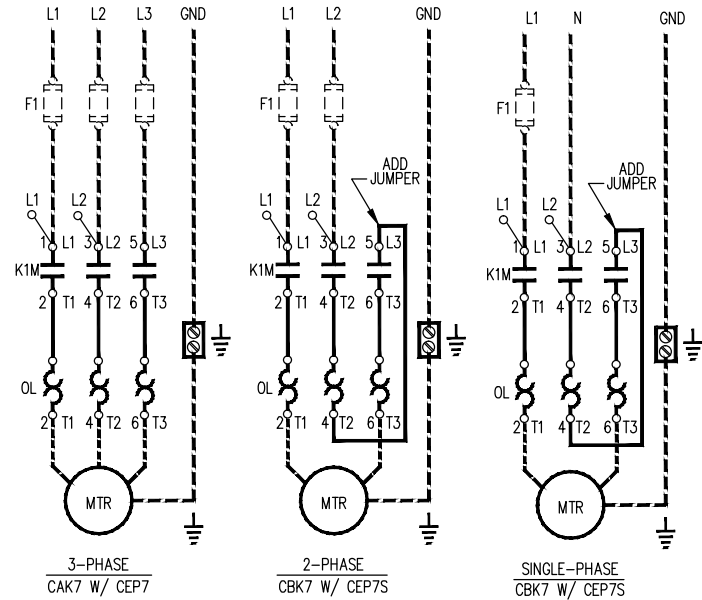 L1 L2 L3 GND
F1
L1 L2
1 L1 3 L2 5 L3
K1M
2 T1 4 T2 6 T3
OL
2 T1 4 T2 6 T3
MTR
3-PHASE
CAK7 W/ CEP7
L1 L2 GND
F1
ADD
JUMPER
L1 L2
1 L1 3 L2 5 L3
K1M
2 T1 4 T2 6 T3
OL
2 T1 4 T2 6 T3
MTR
2-PHASE
CBK7 W/ CEP7S
L1 N GND
F1
ADD
JUMPER
L1 L2
1 L1 3 L2 5 L3
K1M
2 T1 4 T2 6 T3
OL
2 T1 4 T2 6 T3
MTR
SINGLE-PHASE
CBK7 W/ CEP7S